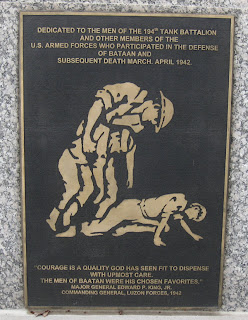 DEDICATED TO THE MEN OF THE 194TH TANK BATTALION
AND OTHER MEMBERS OF THE
U.S. ARMED FORCES WHO PARTICIPATED IN THE DEFENSE
OF BATAAN AND
SUBSEQUENT DEATH MARCH. APRIL 1942.
"COURAGE IS A QUALITY GOD HAS SEEN FIT TO DISPENSE
WITH UPMOST CARE.
THE MEN OF BAATAN WERE HIS CHOSEN FAVORITES."
MAJOR GENERAL EDWARD P. KING, JR.
COMMANDING GENERAL, LUZON FORCES, 1942